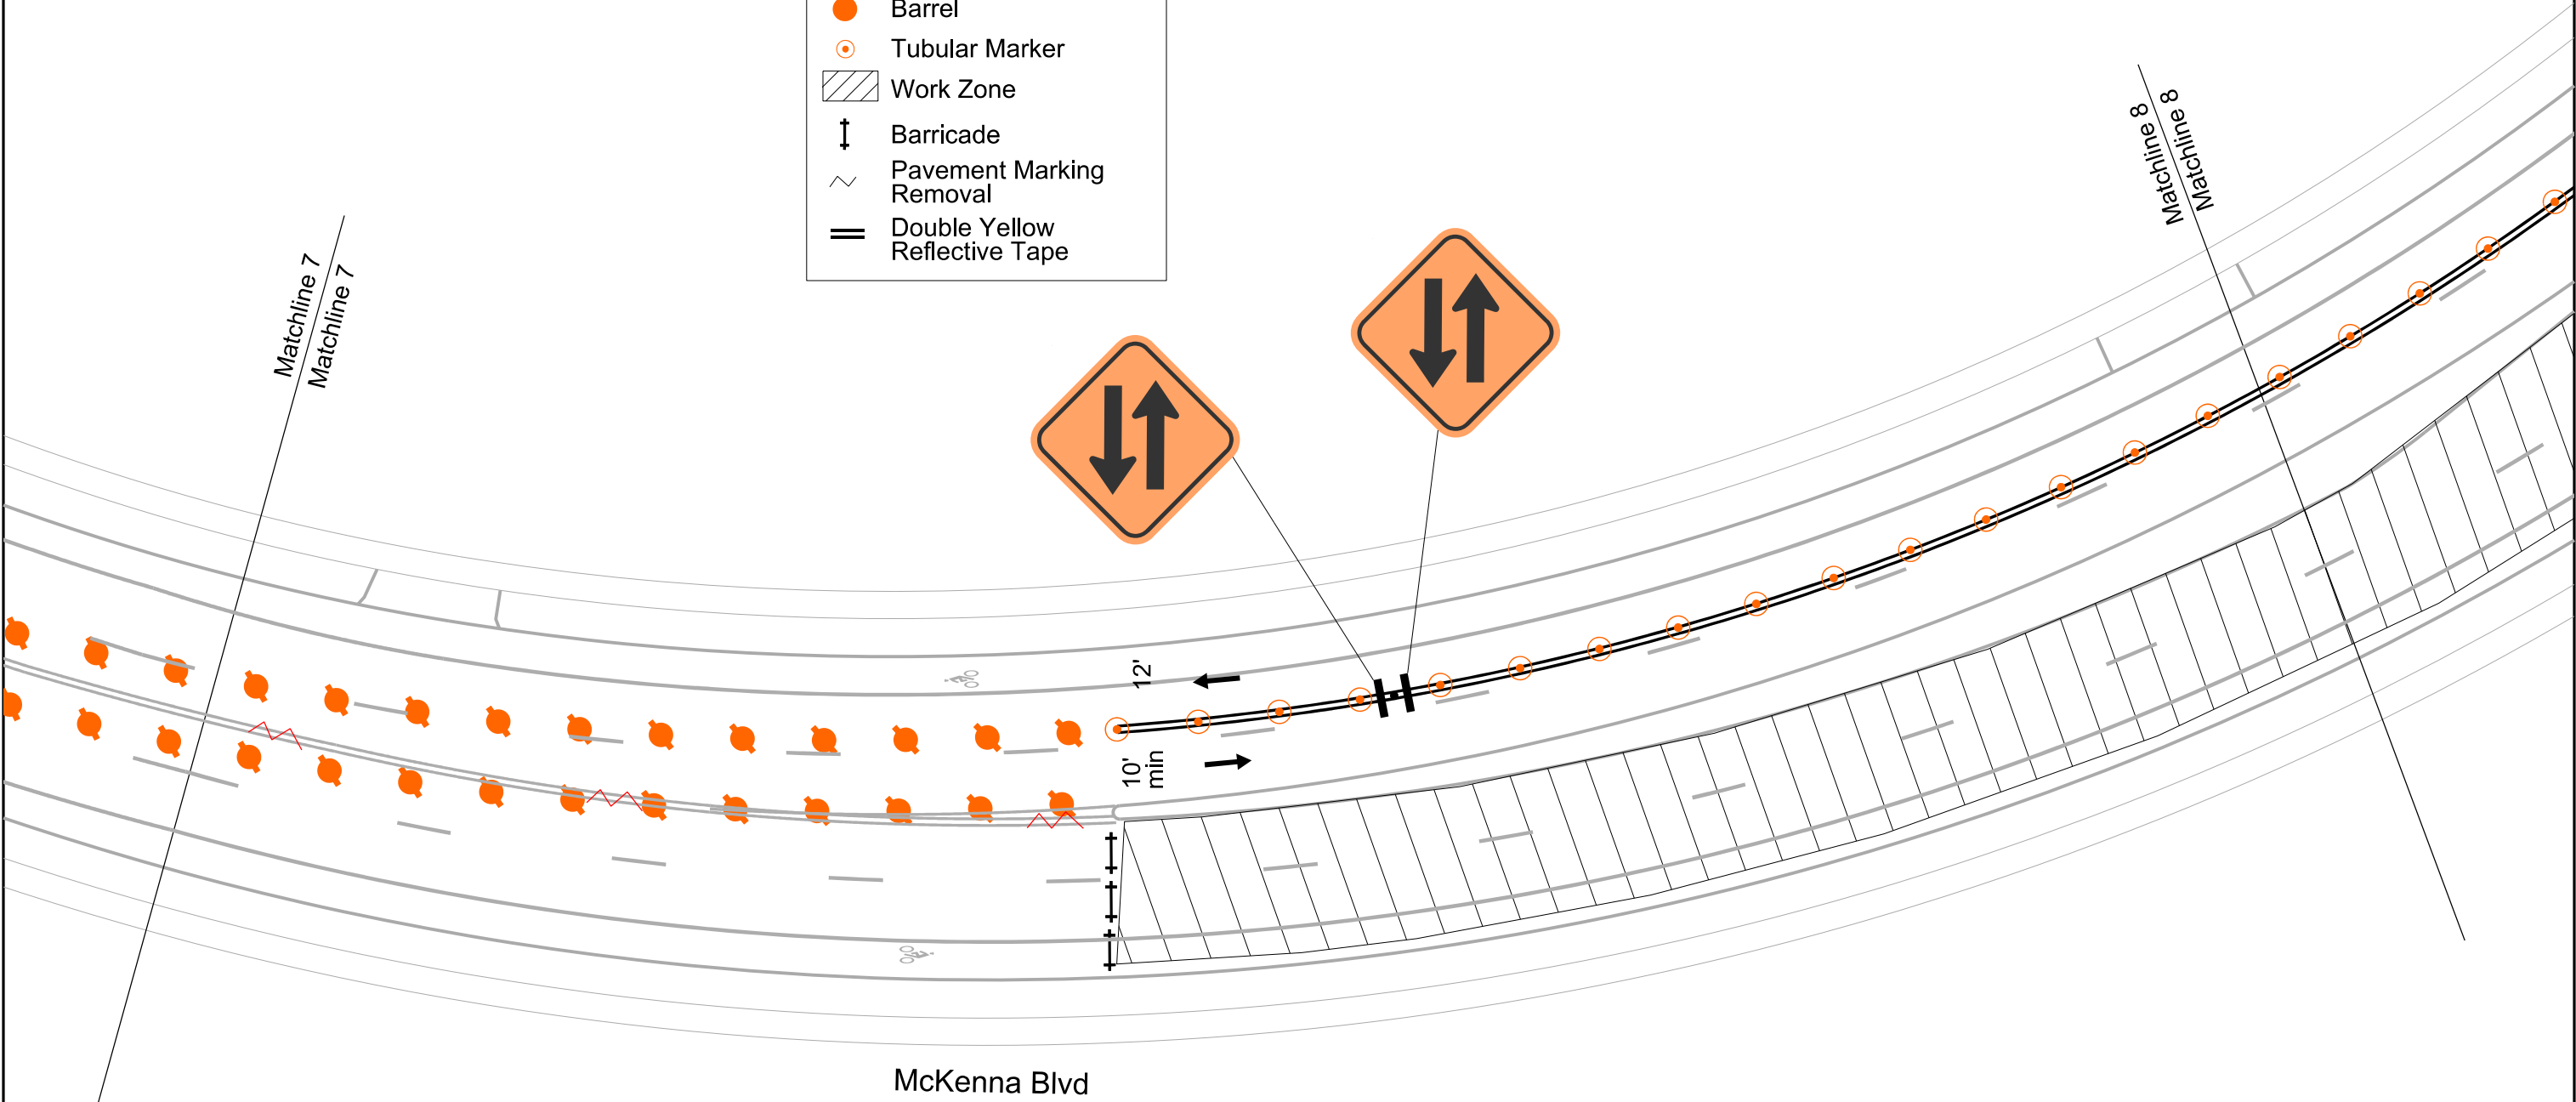 Barrel
Tubular Marker
Work Zone
Barricade
Pavement Marking
Removal
Double Yellow
Reflective Tape
Matchline 7
Matchline 7
Matchline 8
Matchline 8
12'
10'
min
McKenna Blvd